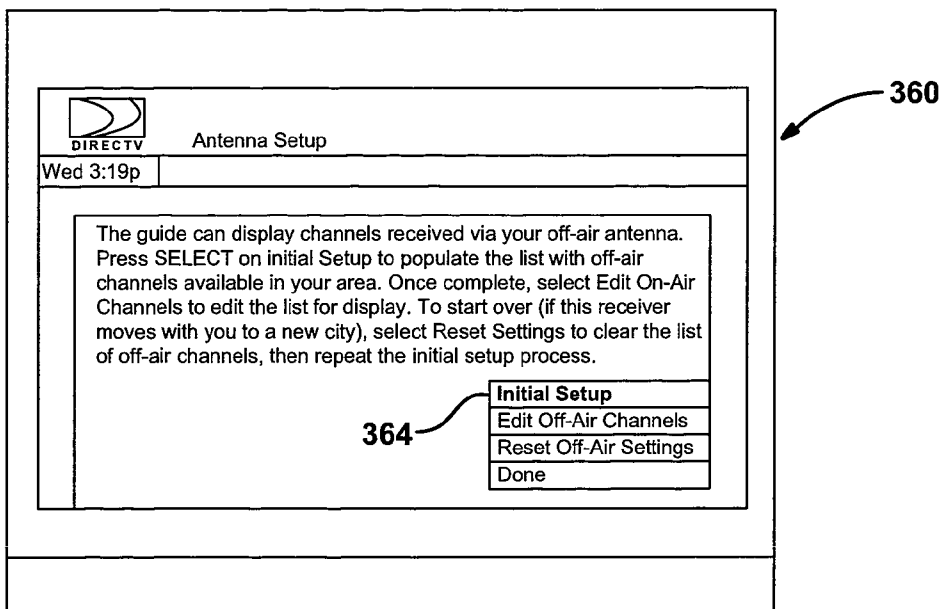 360
DIRECTV
Antenna Setup
Wed 3:19p
The guide can display channels received via your off-air antenna.
Press SELECT on initial Setup to populate the list with off-air
channels available in your area. Once complete, select Edit On-Air
Channels to edit the list for display. To start over (if this receiver
moves with you to a new city), select Reset Settings to clear the list
of off-air channels, then repeat the initial setup process.
364
Initial Setup
Edit Off-Air Channels
Reset Off-Air Settings
Done